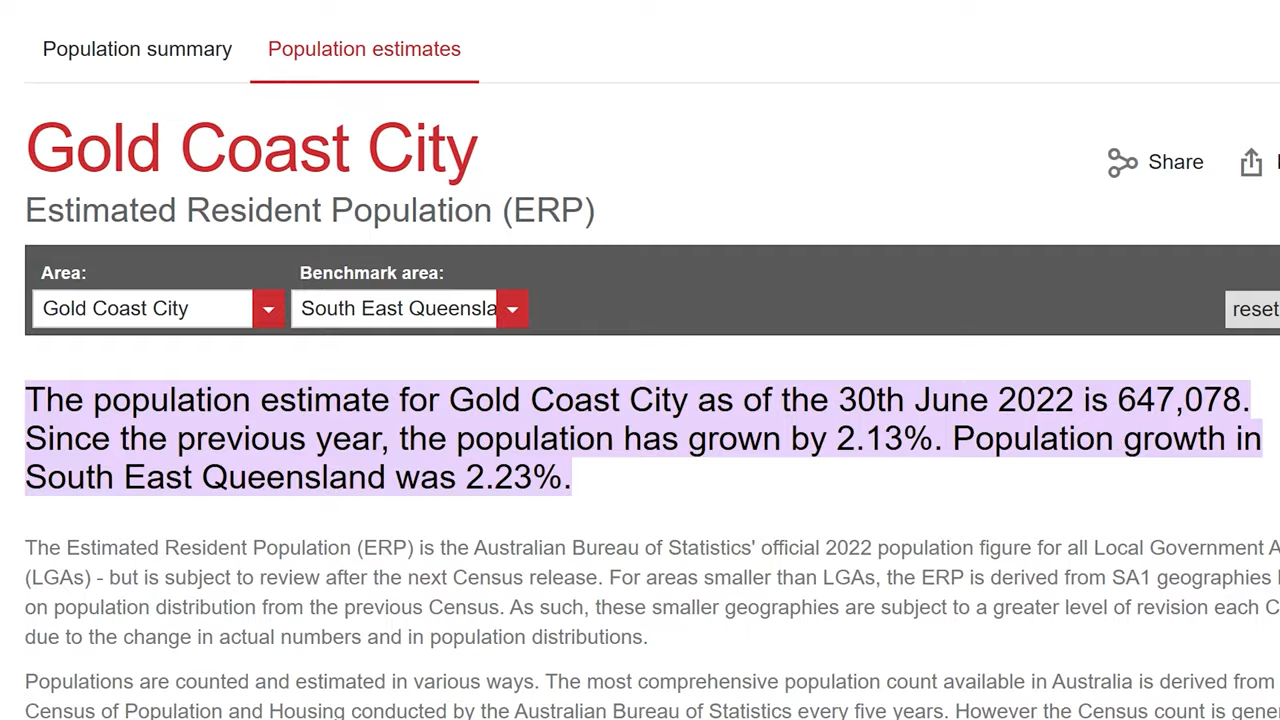 Population summary Population estimates
Gold Coast City
Share
Estimated Resident Population (ERP)
Area: Benchmark area:
Gold Coast City South East Queensla reset
The population estimate for Gold Coast City as of the 30th June 2022 is 647,078.
Since the previous year, the population has grown by 2.13%. Population growth in
South East Queensland was 2.23%.
The Estimated Resident Population (ERP) is the Australian Bureau of Statistics' official 2022 population figure for all Local Government A
(LGAs) - but is subject to review after the next Census release. For areas smaller than LGAs, the ERP is derived from SA1 geographies
on population distribution from the previous Census. As such, these smaller geographies are subject to a greater level of revision each C
due to the change in actual numbers and in population distributions.
Populations are counted and estimated in various ways. The most comprehensive population count available in Australia is derived from
Census of Population and Housing conducted by the Australian Bureau of Statistics every five years. However the Census count is gene